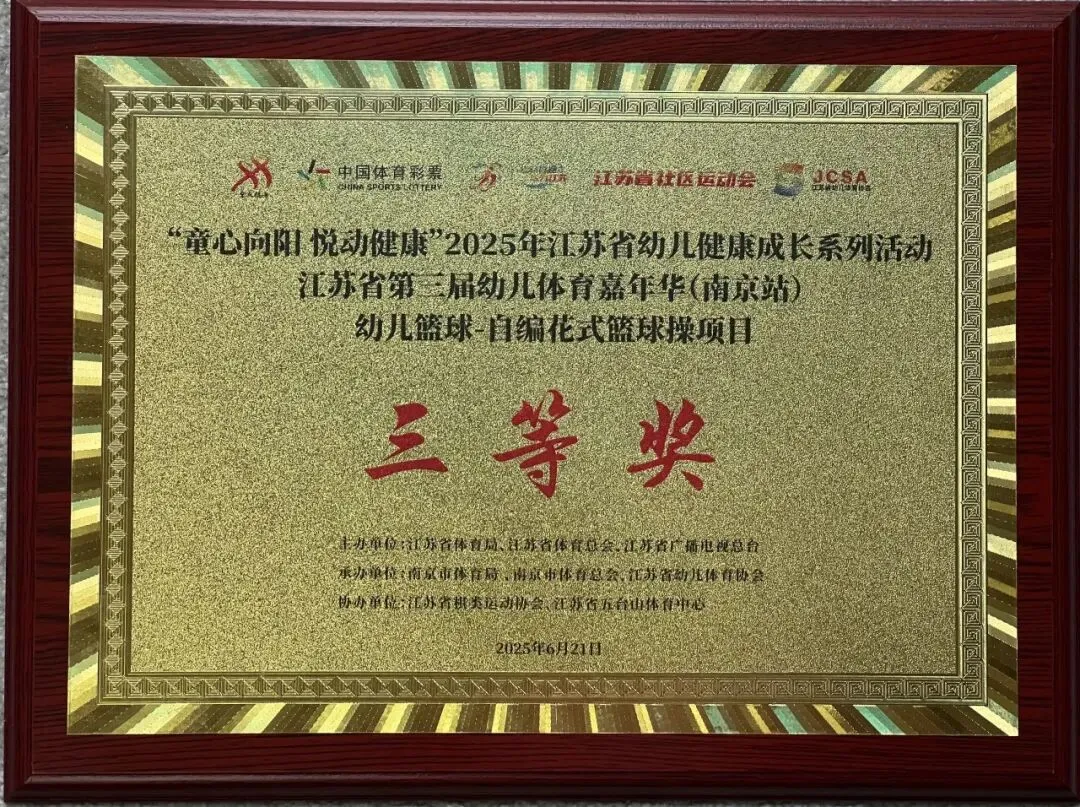 中国体育彩票
CHINA SPORTS LOTTERY
江苏省社区运动会
JCSA
“童心向阳 悦动健康”2025年江苏省幼儿健康成长系列活动
江苏省第三届幼儿体育嘉年华(南京站)
幼儿篮球-自编花式篮球操项目
三等奖
主办单位:江苏省体育局、江苏省体育总会、江苏省广播电视总台
承办单位:南京市体育局、南京市体育总会、江苏省幼儿体育协会
协办单位:江苏省棋类运动协会、江苏省五台山体育中心
2025年6月21日